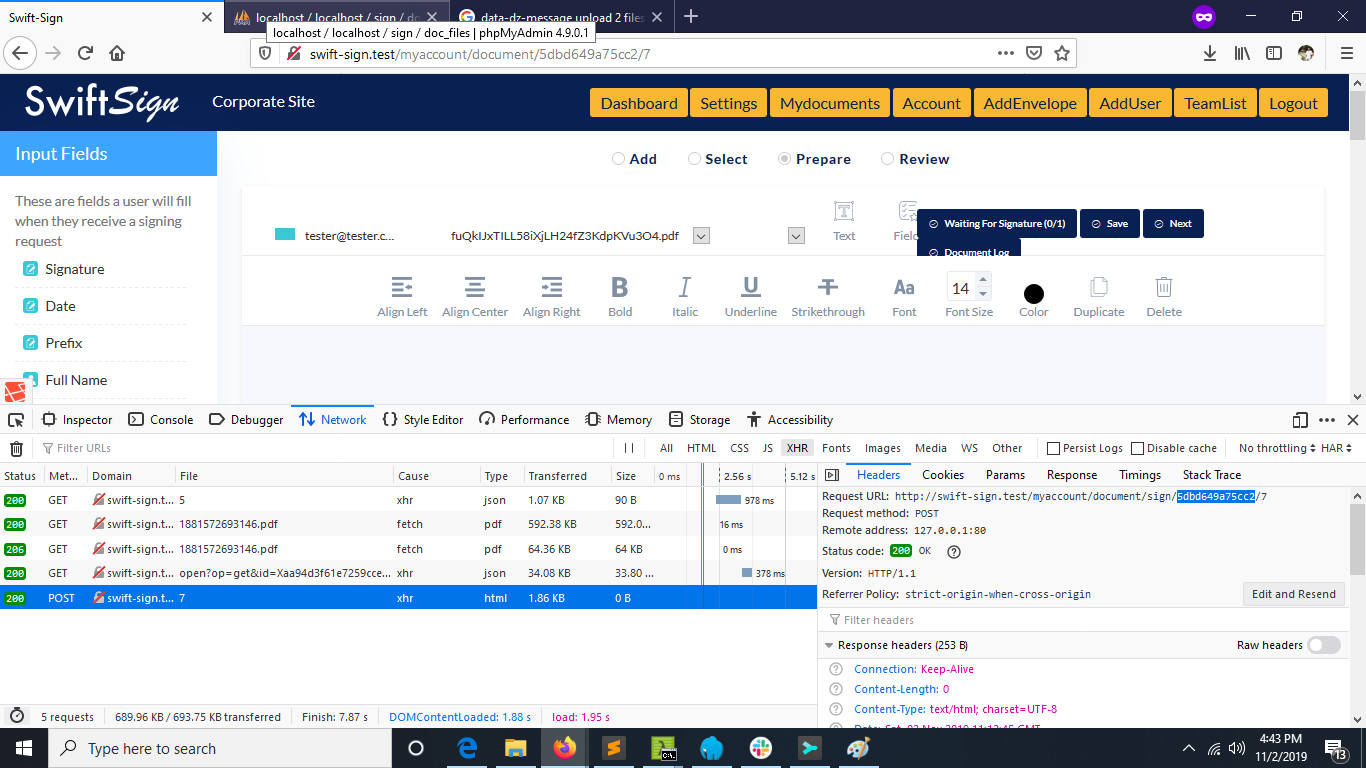 Swift-Sign
localhost / localhost / sign / do
data-dz-message upload 2 files
localhost / localhost / sign / doc_files | phpMyAdmin 4.9.0.1
swift-sign.test/myaccount/document/5dbd649a75cc2/7
SwiftSign
Corporate Site
Dashboard
Settings
Mydocuments
Account
AddEnvelope
AddUser
TeamList
Logout
Input Fields
Add
Select
Prepare
Review
These are fields a user will fill
when they receive a signing
request
Signature
Date
Prefix
Full Name
tester@tester.c...
fuQkIJxTILL58iXjLH24fZ3KdpKVu3O4.pdf
Text
Field
Waiting For Signature (0/1)
Save
Next
Document Log
Align Left
Align Center
Align Right
Bold
Italic
Underline
Strikethrough
Font
14
Font Size
Color
Duplicate
Delete
Inspector
Console
Debugger
Network
Style Editor
Performance
Memory
Storage
Accessibility
Filter URLs
All
HTML
CSS
JS
XHR
Fonts
Images
Media
WS
Other
Persist Logs
Disable cache
No throttling
HAR
Status Met... Domain File Cause Type Transferred Size 0 ms 2.56 s 5.12 s
200 GET swift-sign.t... 5 xhr json 1.07 KB 90 B 978 ms
200 GET swift-sign.t... 1881572693146.pdf fetch pdf 592.38 KB 592.0... 16 ms
206 GET swift-sign.t... 1881572693146.pdf fetch pdf 64.36 KB 64 KB 0 ms
200 GET swift-sign.t... open?op=get&id=Xaa94d3f61e7259cce... xhr json 34.08 KB 33.80 ... 378 ms
200 POST swift-sign.t... 7 xhr html 1.86 KB 0 B
5 requests
689.96 KB / 693.75 KB transferred
Finish: 7.87 s
DOMContentLoaded: 1.88 s
load: 1.95 s
Headers
Cookies
Params
Response
Timings
Stack Trace
Request URL: http://swift-sign.test/myaccount/document/sign/5dbd649a75cc2/7
Request method: POST
Remote address: 127.0.0.1:80
Status code: 200 OK
Version: HTTP/1.1
Referrer Policy: strict-origin-when-cross-origin
Edit and Resend
Filter headers
Response headers (253 B)
Raw headers
Connection: Keep-Alive
Content-Length: 0
Content-Type: text/html; charset=UTF-8
Date: Sat, 02 Nov 2019 11:13:45 GMT
Type here to search
4:43 PM
11/2/2019
13